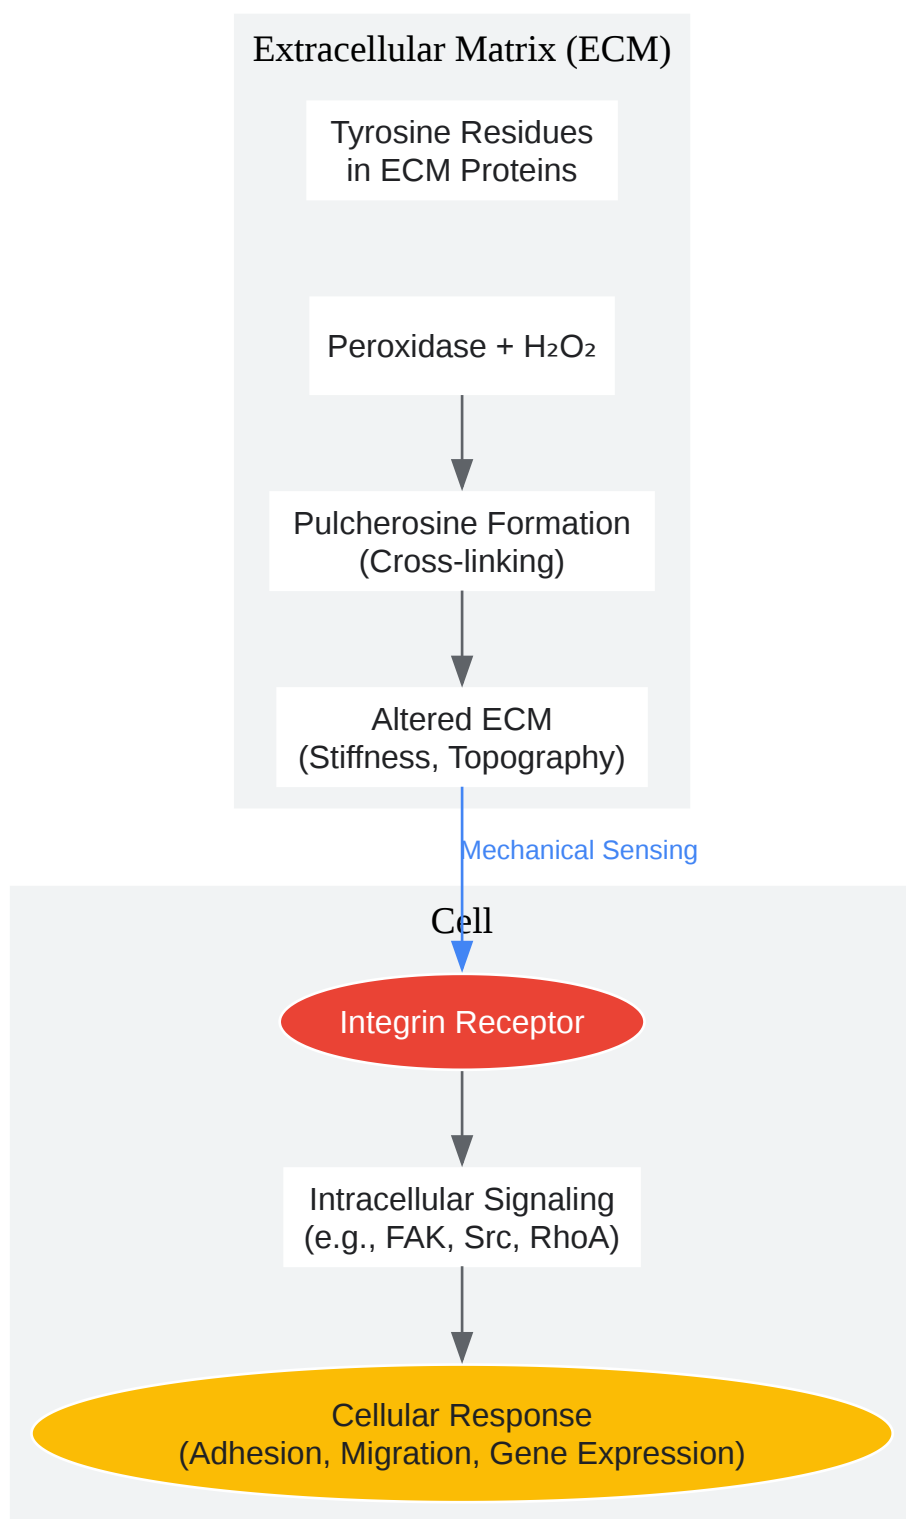 Extracellular Matrix (ECM)
Tyrosine Residues
in ECM Proteins
Peroxidase + H₂O₂
Pulcherosine Formation
(Cross-linking)
Altered ECM
(Stiffness, Topography)
Mechanical Sensing
Cell
Integrin Receptor
Intracellular Signaling
(e.g., FAK, Src, RhoA)
Cellular Response
(Adhesion, Migration, Gene Expression)